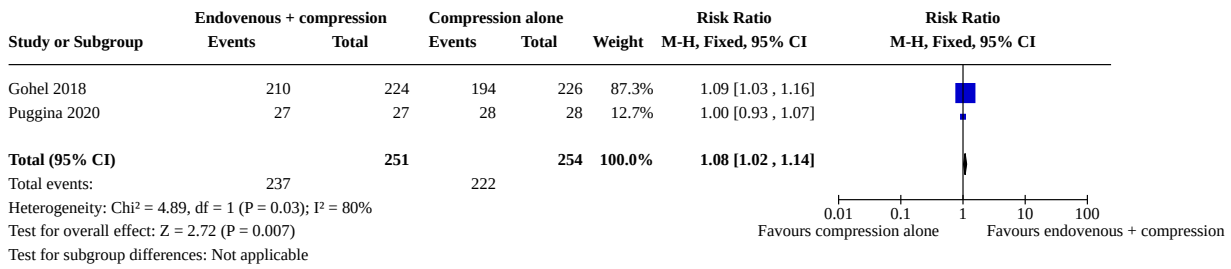 Endovenous + compression Compression alone Risk Ratio Risk Ratio
Study or Subgroup Events Total Events Total Weight M-H, Fixed, 95% CI M-H, Fixed, 95% CI
Gohel 2018 210 224 194 226 87.3% 1.09 [1.03 , 1.16]
Puggina 2020 27 27 28 28 12.7% 1.00 [0.93 , 1.07]
Total (95% CI) 251 254 100.0% 1.08 [1.02 , 1.14]
Total events: 237 222
Heterogeneity: Chi² = 4.89, df = 1 (P = 0.03); I² = 80%
0.01 0.1 1 10 100
Test for overall effect: Z = 2.72 (P = 0.007) Favours compression alone Favours endovenous + compression
Test for subgroup differences: Not applicable